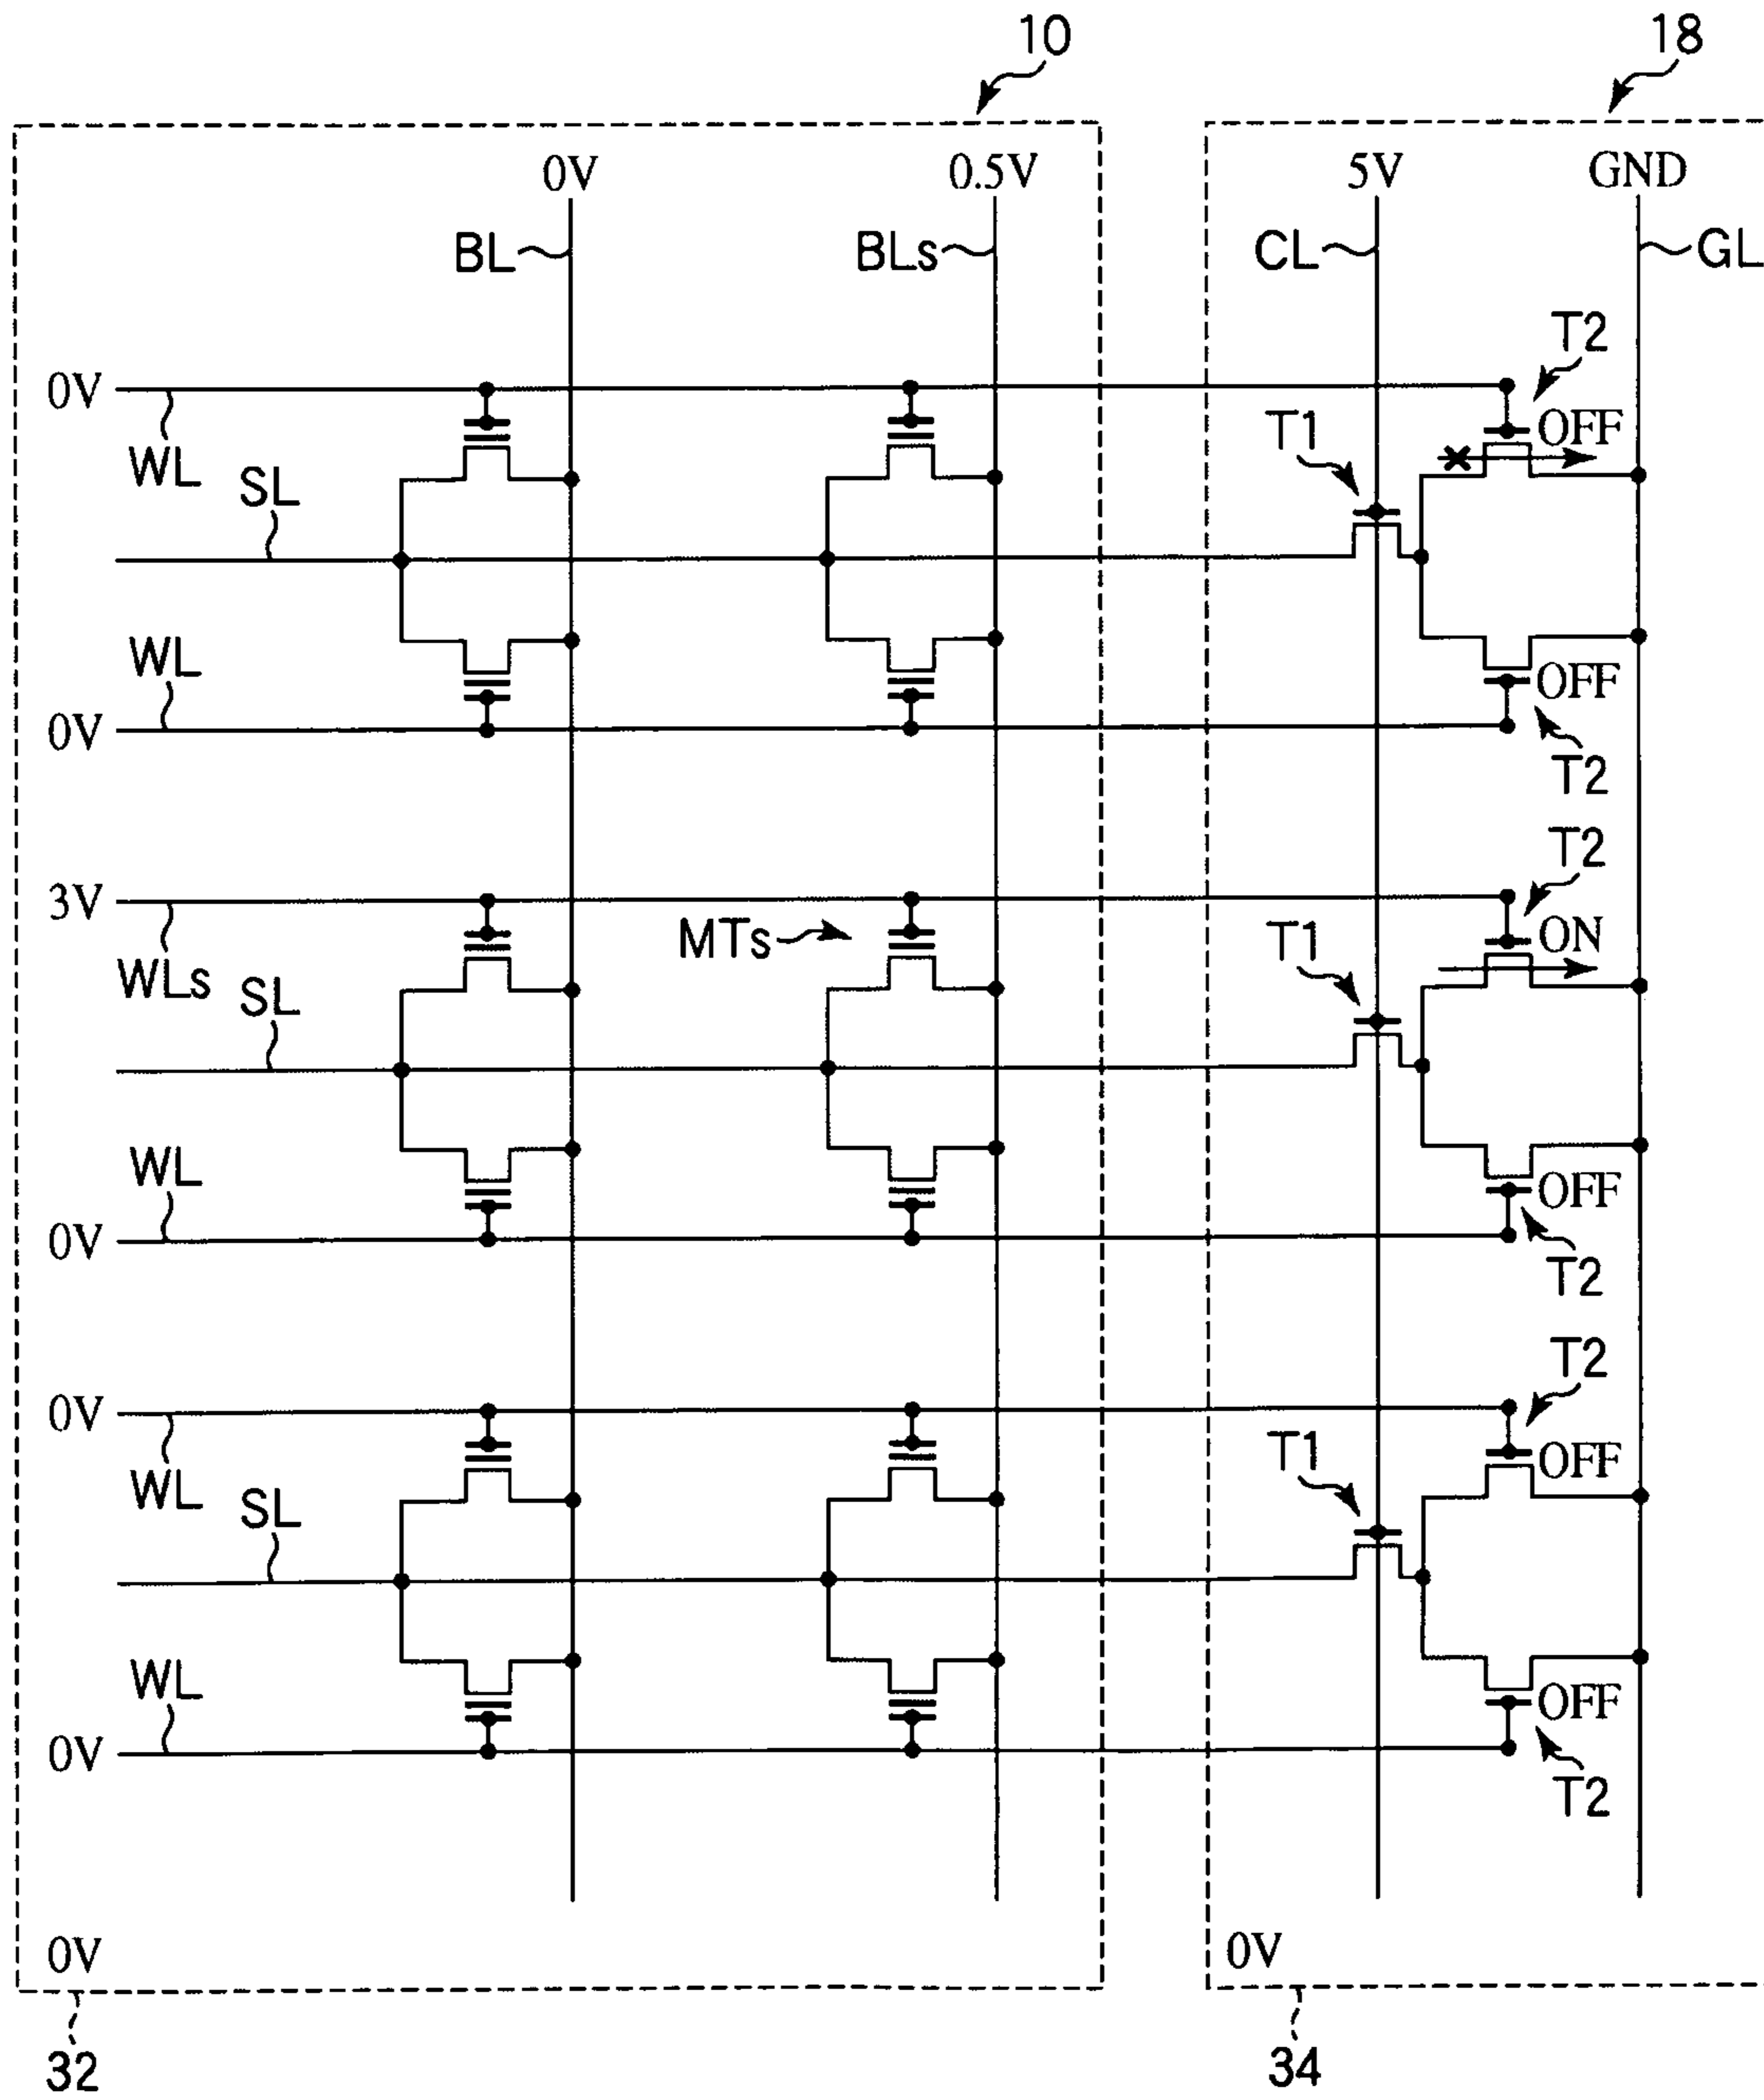 10
18
0V 0.5V 5V GND
BL BLs CL GL
T2
0V OFF
T1
WL
SL
WL
OFF
0V
T2
T2
3V ON
MTs
T1
WLs
SL
WL
OFF
0V
T2
T2
0V
T1 OFF
WL
SL
WL
OFF
0V
T2
0V 0V
32 34